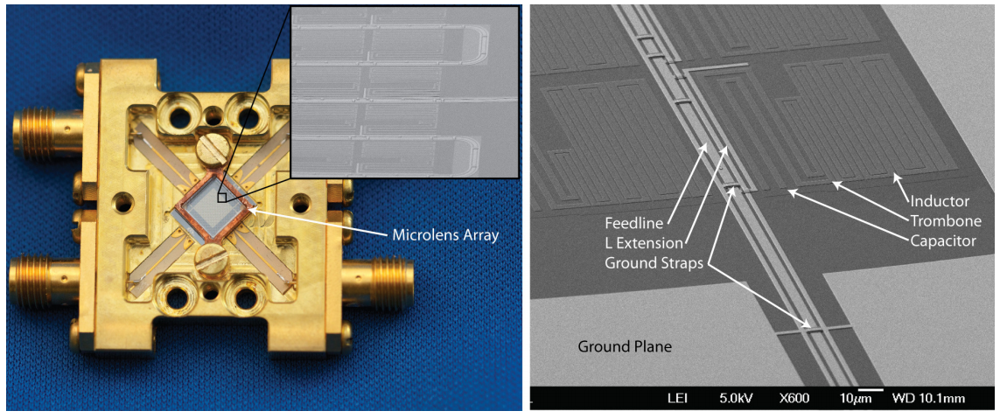 Microlens Array
Feedline
L Extension
Ground Straps
Inductor
Trombone
Capacitor
Ground Plane
LEI 5.0kV X600 10μm WD 10.1mm